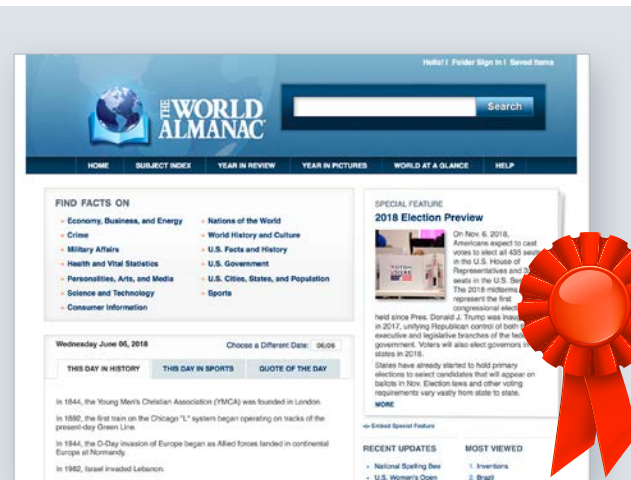 Hello! | Folder Sign In | Saved Items
THE WORLD
ALMANAC
Search
HOME SUBJECT INDEX YEAR IN REVIEW YEAR IN PICTURES WORLD AT A GLANCE HELP
FIND FACTS ON
Economy, Business, and Energy
Crime
Military Affairs
Health and Vital Statistics
Personalities, Arts, and Media
Science and Technology
Consumer Information
Nations of the World
World History and Culture
U.S. Facts and History
U.S. Government
U.S. Cities, States, and Population
Sports
Wednesday June 06, 2018 Choose a Different Date: 06/06
THIS DAY IN HISTORY THIS DAY IN SPORTS QUOTE OF THE DAY
In 1844, the Young Men's Christian Association (YMCA) was founded in London.
In 1892, the first train on the Chicago "L" system began operating on tracks of the
present-day Green Line.
In 1944, the D-Day invasion of Europe began as Allied forces landed in continental
Europe at Normandy.
In 1982, Israel invaded Lebanon.
SPECIAL FEATURE
2018 Election Preview
On Nov. 6, 2018,
Americans expect to cast
votes to elect all 435 seats
in the U.S. House of
Representatives and
seats in the U.S.
The 2018 midterms
represent the first
congressional
held since Pres. Donald J. Trump was
in 2017, unifying Republican control of both
executive and legislative branches of the
government. Voters will also elect governors in
states in 2018.
States have already started to hold primary
elections to select candidates that will appear on
ballots in Nov. Election laws and other voting
requirements vary vastly from state to state.
MORE
Embed Special Feature
RECENT UPDATES
National Spelling Bee
U.S. Women's Open
MOST VIEWED
1. Inventions
2. Brazil